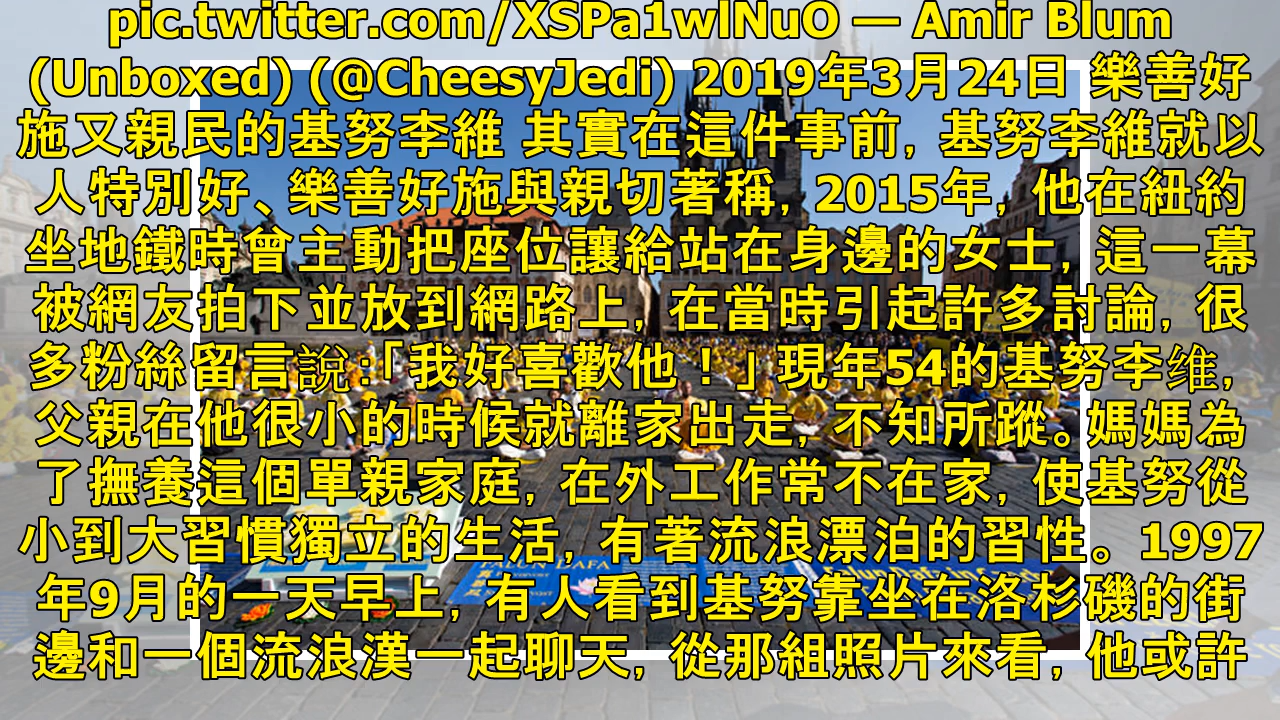 pic.twitter.com/XSPa1wlNuO — Amir Blum
(Unboxed) (@CheesyJedi) 2019年3月24日 樂善好
施又親民的基努李維 其實在這件事前, 基努李維就以
人特別好、樂善好施與親切著稱, 2015年, 他在紐約
坐地鐵時曾主動把座位讓給站在身邊的女士, 這一幕
被網友拍下並放到網路上, 在當時引起許多討論, 很
多粉絲留言說:「我好喜歡他！」現年54的基努李维,
父親在他很小的時候就離家出走, 不知所蹤。媽媽為
了撫養這個單親家庭, 在外工作常不在家, 使基努從
小到大習慣獨立的生活, 有著流浪漂泊的習性。1997
年9月的一天早上, 有人看到基努靠坐在洛杉磯的街
邊和一個流浪漢一起聊天, 從那組照片來看, 他或許
FALUN DAFA